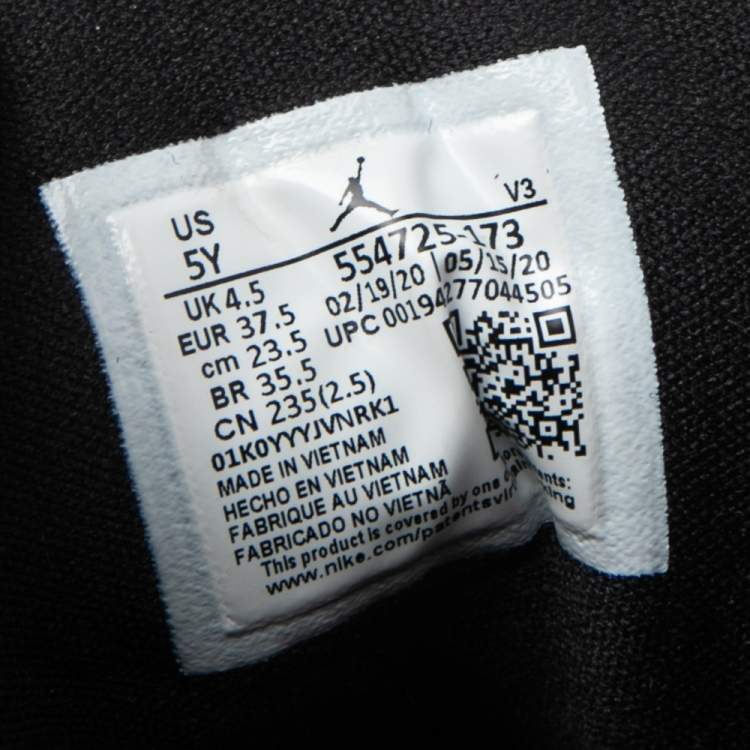 US
5Y
V3
554725-173
02/19/20 | 05/15/20
UPC 00194277044505
UK 4.5
EUR 37.5
cm 23.5
BR 35.5
CN 235(2.5)
01K0YYYJVNRK1
MADE IN VIETNAM
HECHO EN VIETNAM
FABRIQUE AU VIETNAM
FABRICADO NO VIETNÃ
This product is covered by one
www.nike.com/patents